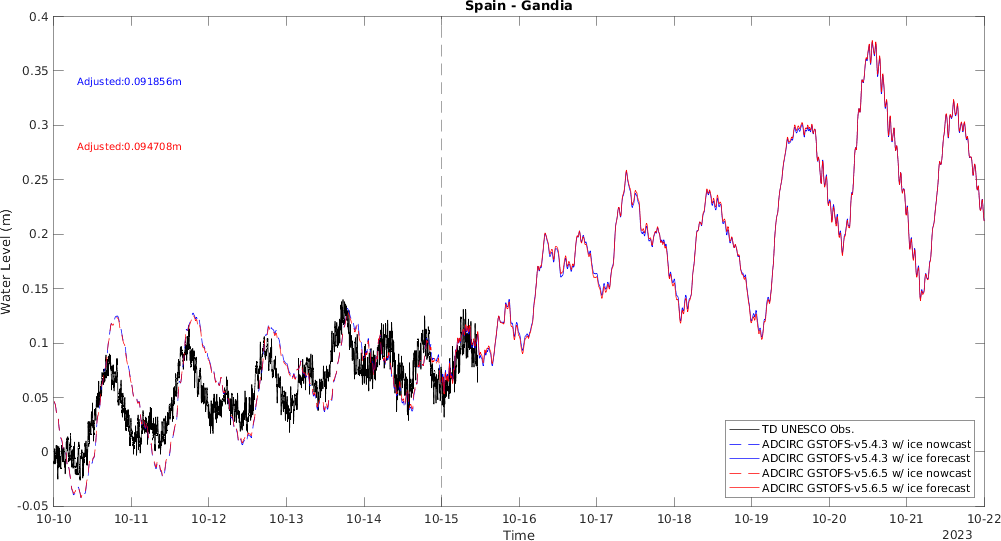 Spain - Gandia
0.4
0.35
0.3
0.25
0.2
0.15
0.1
0.05
0
-0.05
Water Level (m)
Adjusted:0.091856m
Adjusted:0.094708m
TD UNESCO Obs.
ADCIRC GSTOFS-v5.4.3 w/ ice nowcast
ADCIRC GSTOFS-v5.4.3 w/ ice forecast
ADCIRC GSTOFS-v5.6.5 w/ ice nowcast
ADCIRC GSTOFS-v5.6.5 w/ ice forecast
10-10 10-11 10-12 10-13 10-14 10-15 10-16 10-17 10-18 10-19 10-20 10-21 10-22
Time
2023